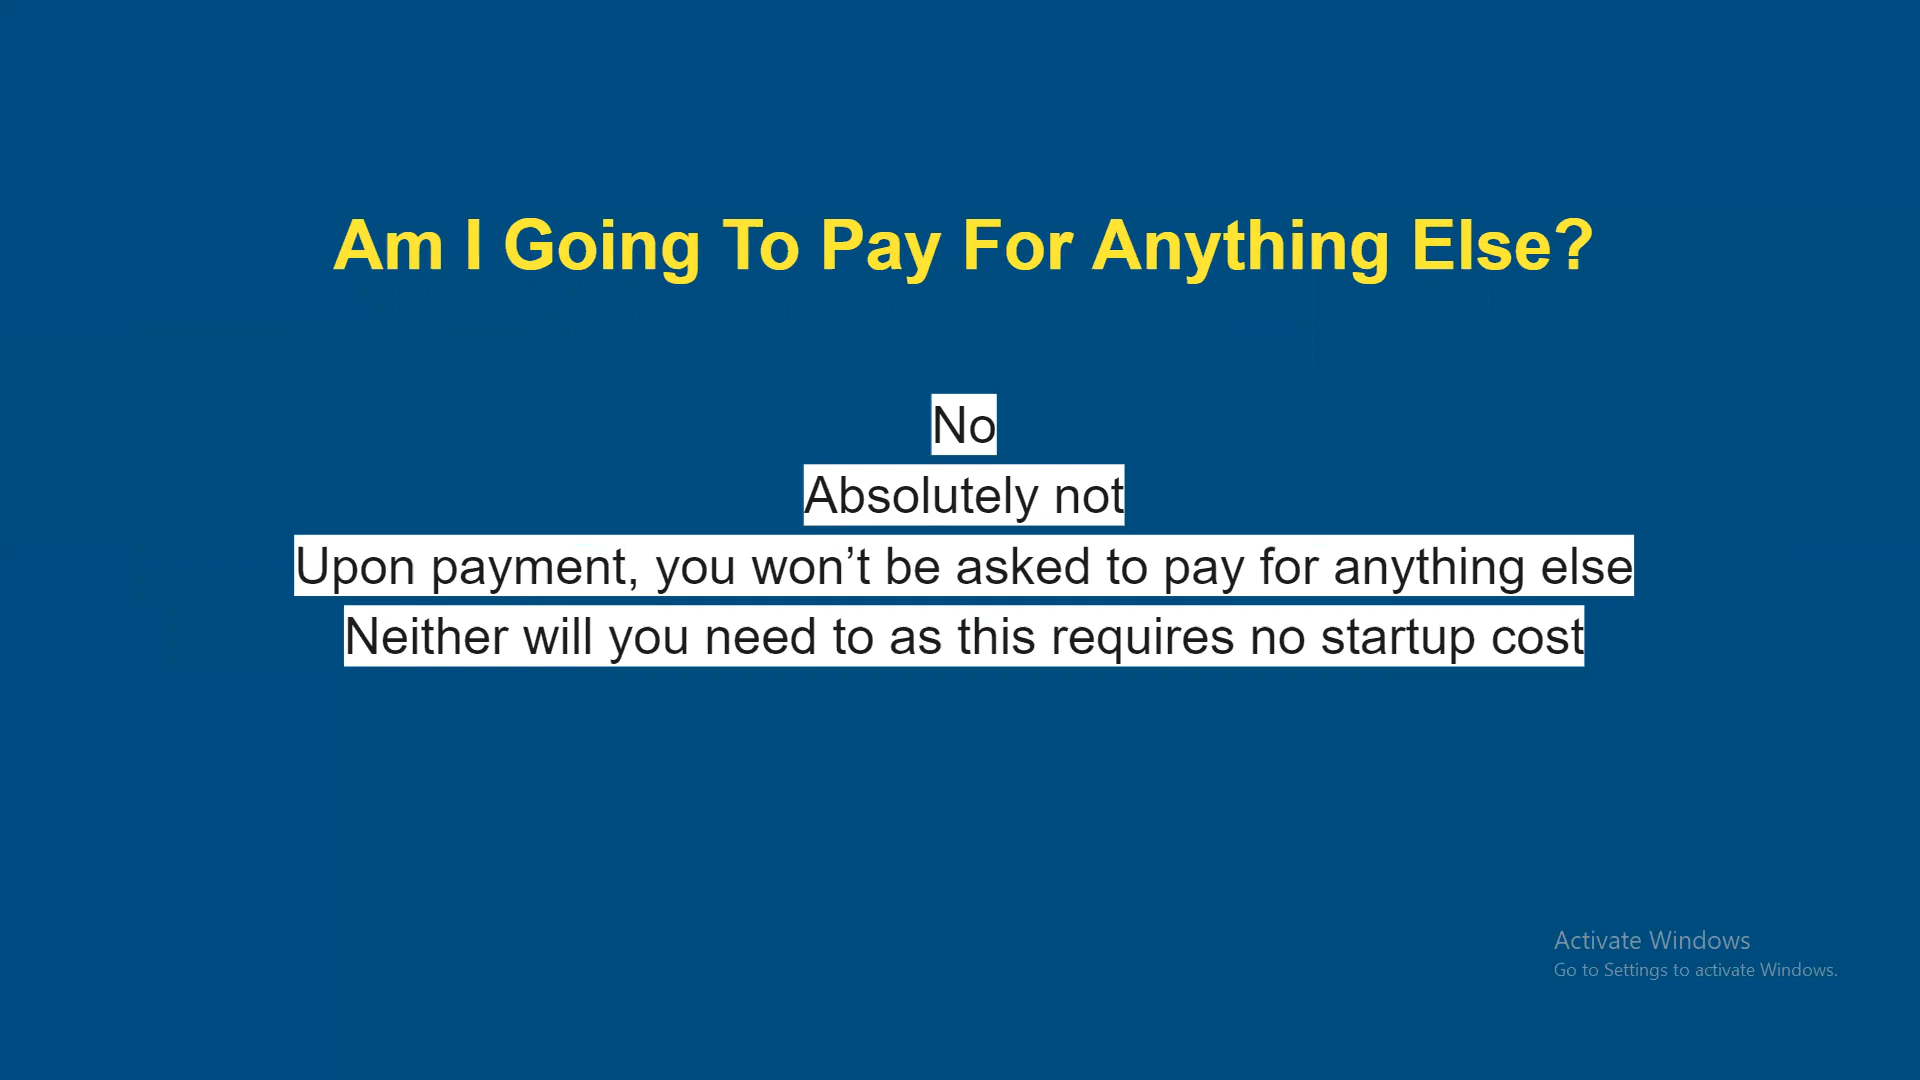 Am I Going To Pay For Anything Else?
No
Absolutely not
Upon payment, you won’t be asked to pay for anything else
Neither will you need to as this requires no startup cost
Activate Windows
Go to Settings to activate Windows.